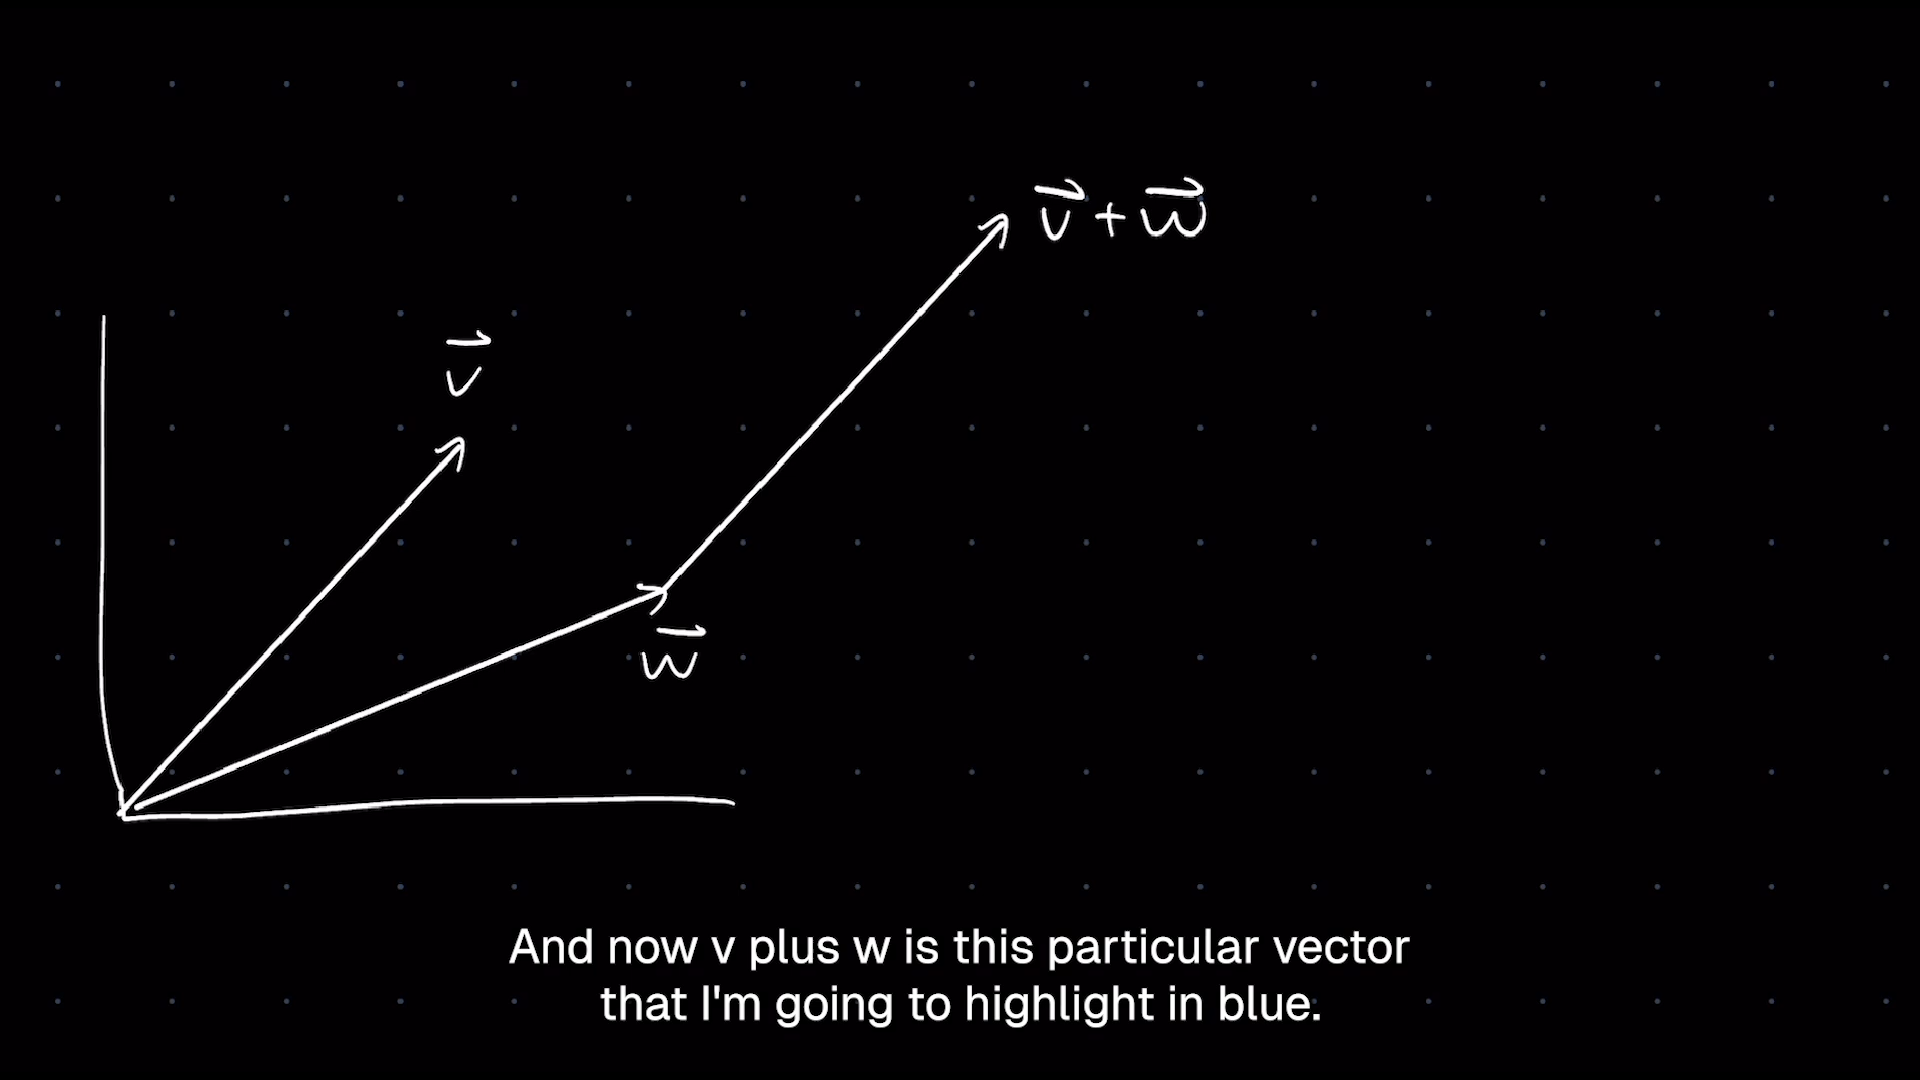 v⃗ + w⃗
v⃗
w⃗
And now v plus w is this particular vector
that I'm going to highlight in blue.